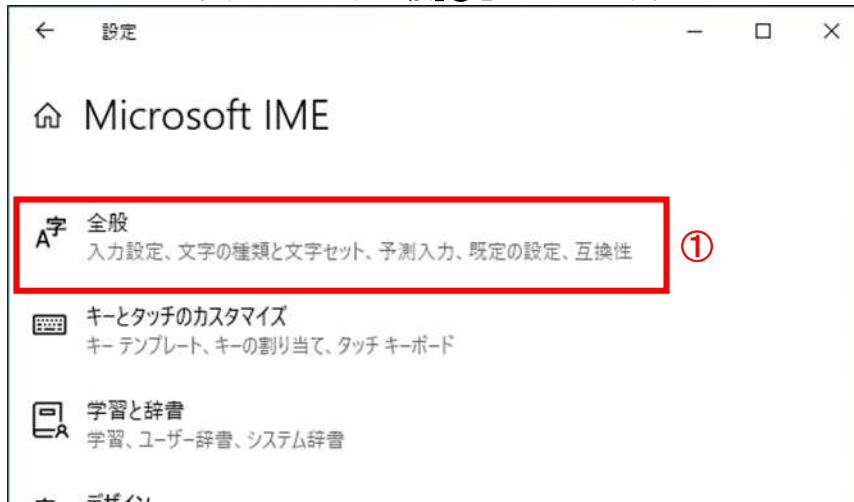 設定
Microsoft IME
全般
入力設定、文字の種類と文字セット、予測入力、既定の設定、互換性
①
キーとタッチのカスタマイズ
キー テンプレート、キーの割り当て、タッチ キーボード
学習と辞書
学習、ユーザー辞書、システム辞書
デザイン